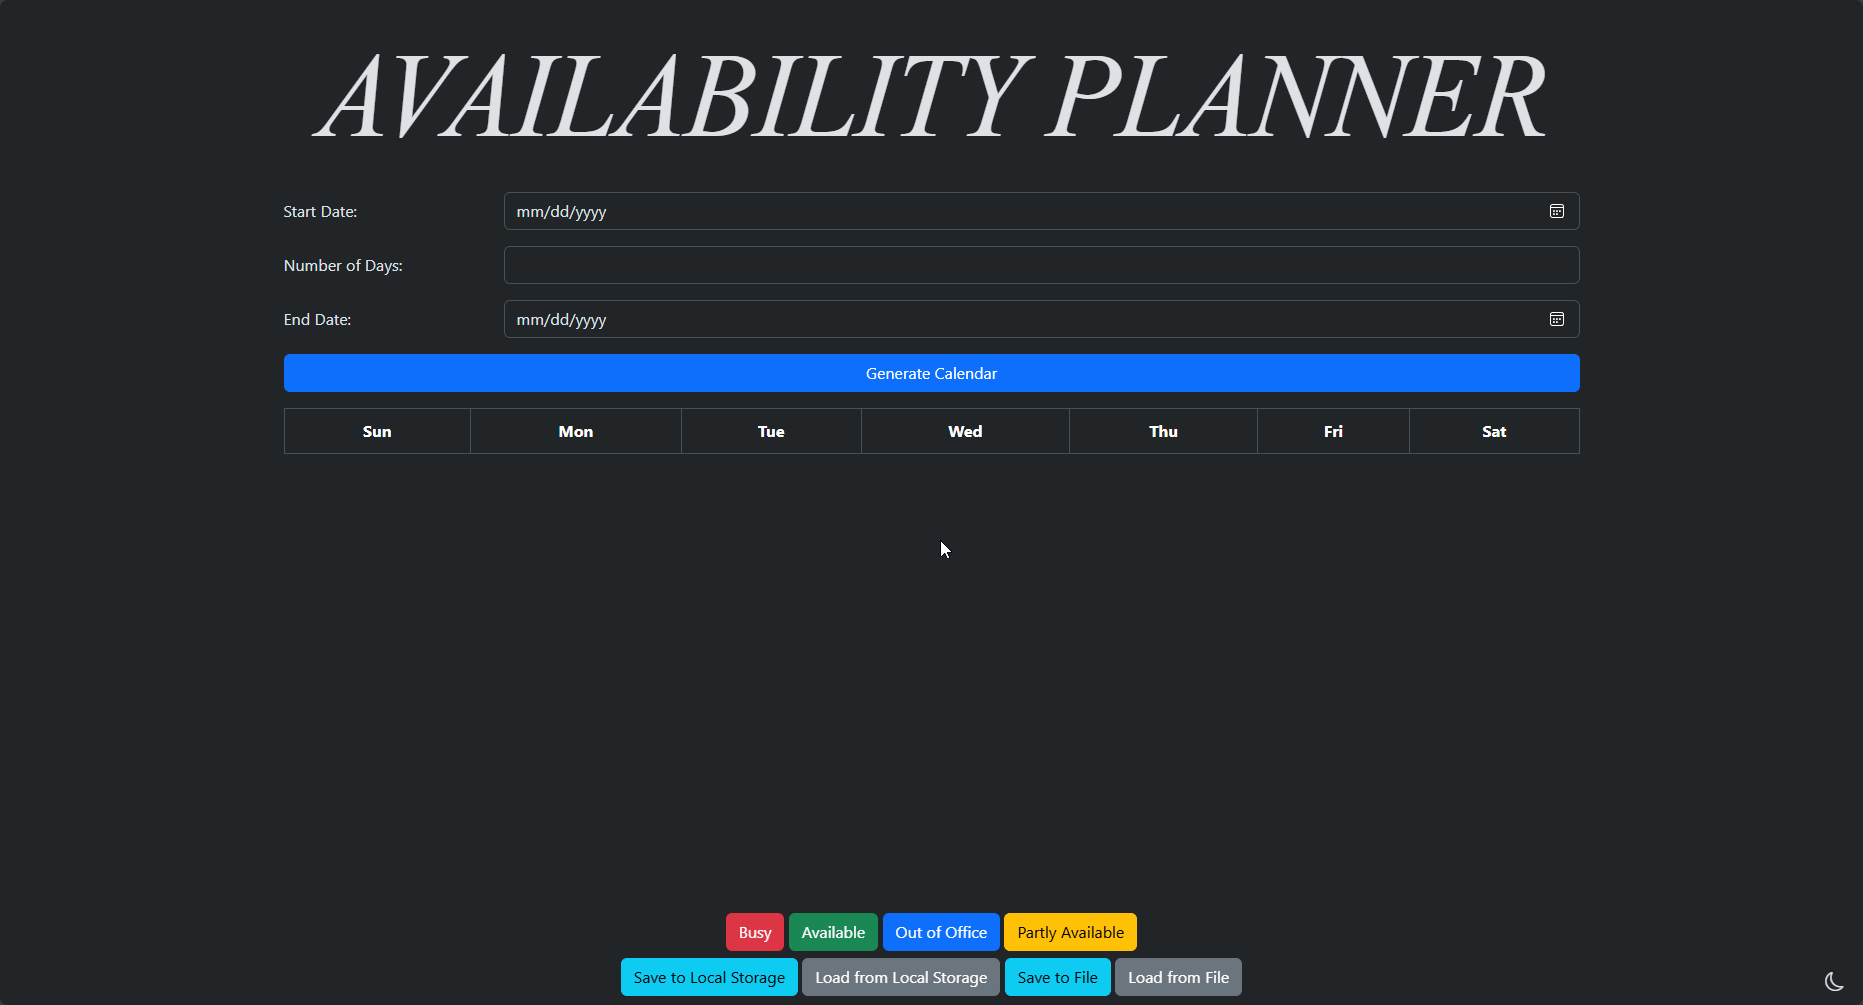 AVAILABILITY PLANNER
Start Date:
mm/dd/yyyy
Number of Days:
End Date:
mm/dd/yyyy
Generate Calendar
Sun Mon Tue Wed Thu Fri Sat
Busy Available Out of Office Partly Available
Save to Local Storage Load from Local Storage Save to File Load from File